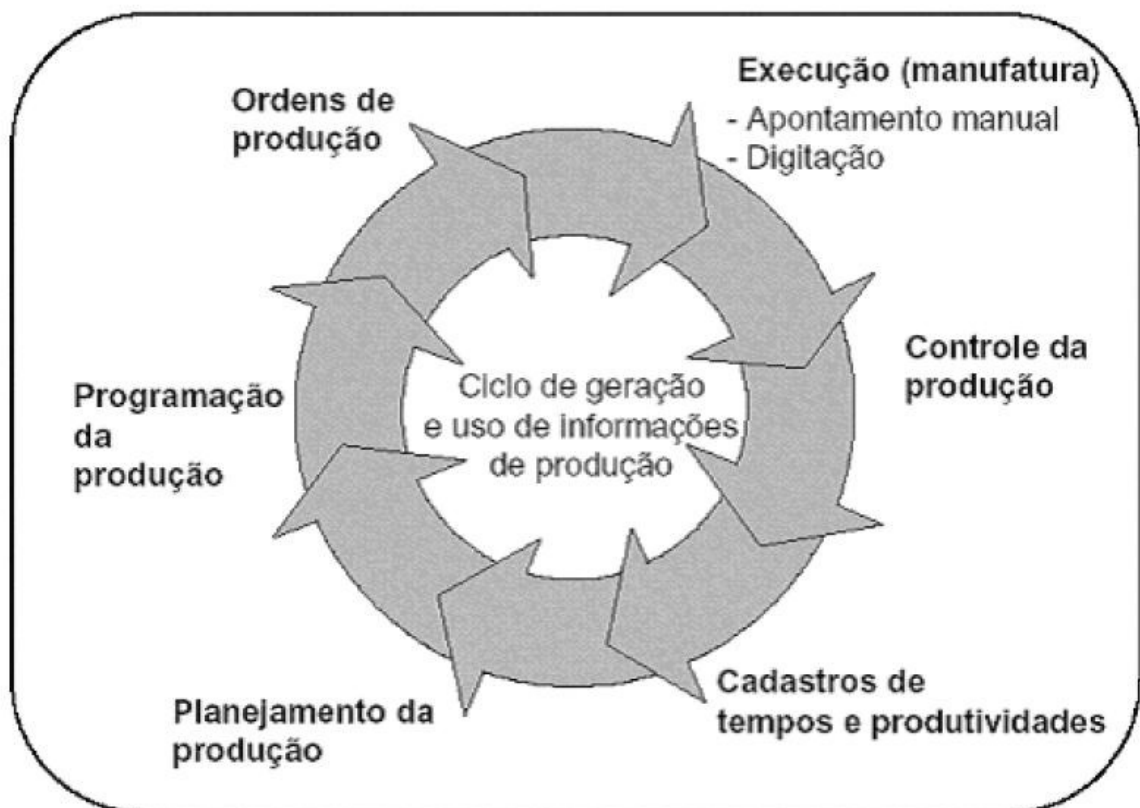 Ordens de
produção
Execução (manufatura)
- Apontamento manual
- Digitação
Controle da
produção
Cadastros de
tempos e produtividades
Planejamento da
produção
Programação
da
produção
Ciclo de geração
e uso de informações
de produção